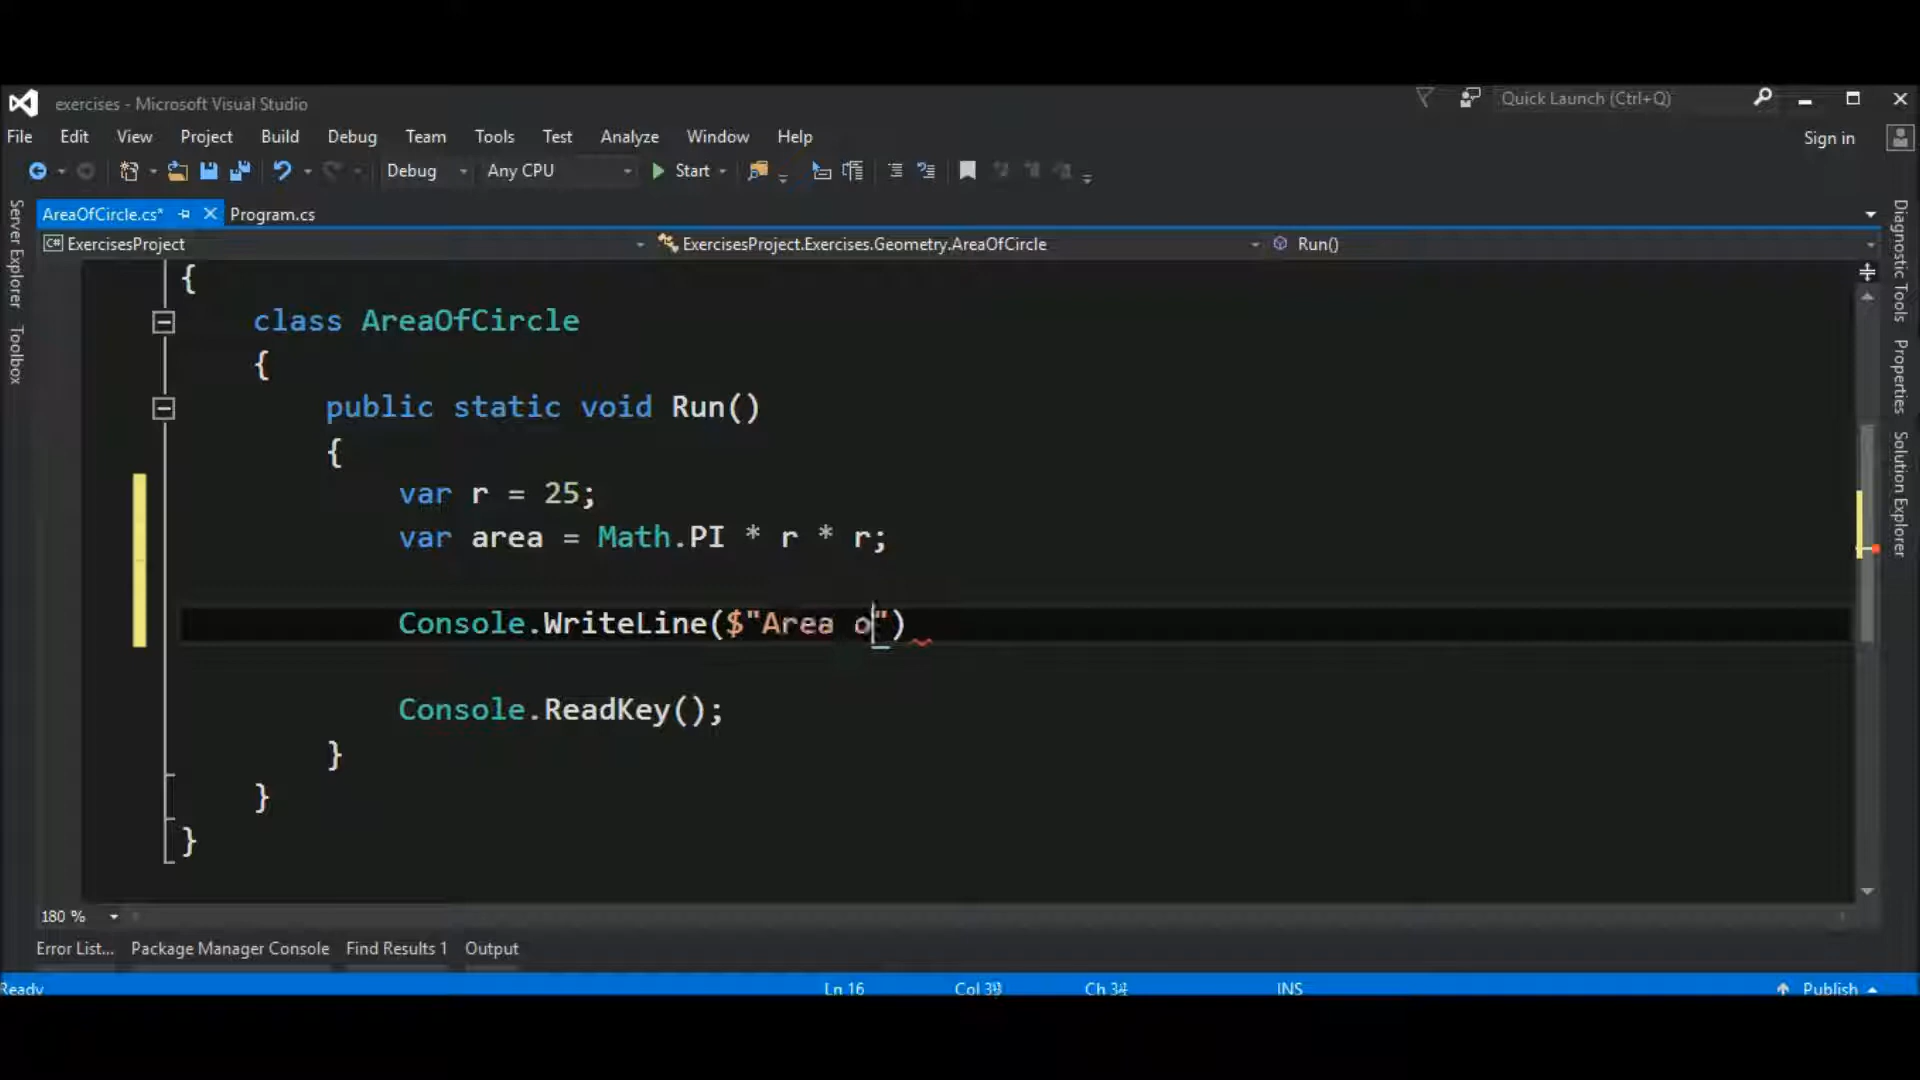 exercises - Microsoft Visual Studio
Quick Launch (Ctrl+Q)
File Edit View Project Build Debug Team Tools Test Analyze Window Help
Sign in
Debug Any CPU Start
AreaOfCircle.cs* Program.cs
C# ExercisesProject ExercisesProject.Exercises.Geometry.AreaOfCircle Run()
Server Explorer
Toolbox
{
class AreaOfCircle
{
public static void Run()
{
var r = 25;
var area = Math.PI * r * r;
Console.WriteLine($"Area o")
Console.ReadKey();
}
}
}
Diagnostic Tools
Properties
Solution Explorer
180 %
Error List... Package Manager Console Find Results 1 Output
Ready Ln 16 Col INS Publish